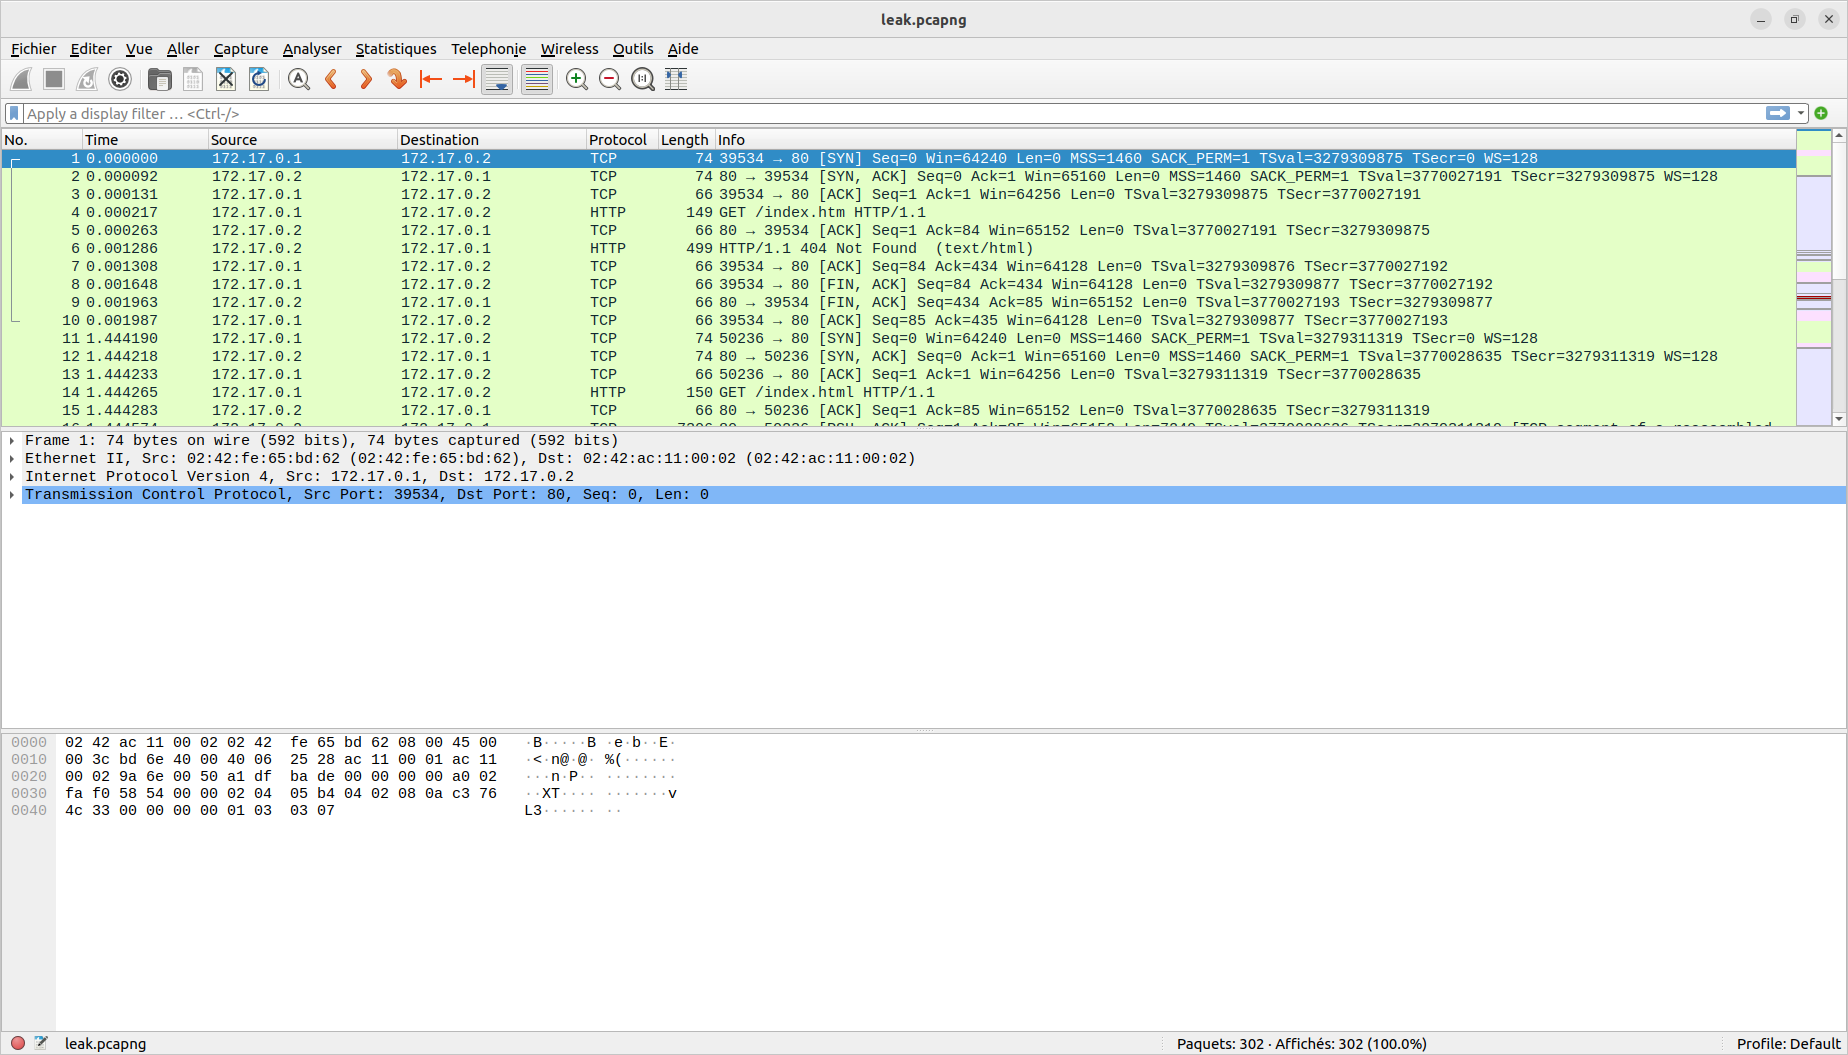 leak.pcapng
Fichier Editer Vue Aller Capture Analyser Statistiques Telephonie Wireless Outils Aide
Apply a display filter … <Ctrl-/>
No. Time Source Destination Protocol Length Info
1 0.000000 172.17.0.1 172.17.0.2 TCP 74 39534 → 80 [SYN] Seq=0 Win=64240 Len=0 MSS=1460 SACK_PERM=1 TSval=3279309875 TSecr=0 WS=128
2 0.000092 172.17.0.2 172.17.0.1 TCP 74 80 → 39534 [SYN, ACK] Seq=0 Ack=1 Win=65160 Len=0 MSS=1460 SACK_PERM=1 TSval=3770027191 TSecr=3279309875 WS=128
3 0.000131 172.17.0.1 172.17.0.2 TCP 66 39534 → 80 [ACK] Seq=1 Ack=1 Win=64256 Len=0 TSval=3279309875 TSecr=3770027191
4 0.000217 172.17.0.1 172.17.0.2 HTTP 149 GET /index.htm HTTP/1.1
5 0.000263 172.17.0.2 172.17.0.1 TCP 66 80 → 39534 [ACK] Seq=1 Ack=84 Win=65152 Len=0 TSval=3770027191 TSecr=3279309875
6 0.001286 172.17.0.2 172.17.0.1 HTTP 499 HTTP/1.1 404 Not Found (text/html)
7 0.001308 172.17.0.1 172.17.0.2 TCP 66 39534 → 80 [ACK] Seq=84 Ack=434 Win=64128 Len=0 TSval=3279309876 TSecr=3770027192
8 0.001648 172.17.0.1 172.17.0.2 TCP 66 39534 → 80 [FIN, ACK] Seq=84 Ack=434 Win=64128 Len=0 TSval=3279309877 TSecr=3770027192
9 0.001963 172.17.0.2 172.17.0.1 TCP 66 80 → 39534 [FIN, ACK] Seq=434 Ack=85 Win=65152 Len=0 TSval=3770027193 TSecr=3279309877
10 0.001987 172.17.0.1 172.17.0.2 TCP 66 39534 → 80 [ACK] Seq=85 Ack=435 Win=64128 Len=0 TSval=3279309877 TSecr=3770027193
11 1.444190 172.17.0.1 172.17.0.2 TCP 74 50236 → 80 [SYN] Seq=0 Win=64240 Len=0 MSS=1460 SACK_PERM=1 TSval=3279311319 TSecr=0 WS=128
12 1.444218 172.17.0.2 172.17.0.1 TCP 74 80 → 50236 [SYN, ACK] Seq=0 Ack=1 Win=65160 Len=0 MSS=1460 SACK_PERM=1 TSval=3770028635 TSecr=3279311319 WS=128
13 1.444233 172.17.0.1 172.17.0.2 TCP 66 50236 → 80 [ACK] Seq=1 Ack=1 Win=64256 Len=0 TSval=3279311319 TSecr=3770028635
14 1.444265 172.17.0.1 172.17.0.2 HTTP 150 GET /index.html HTTP/1.1
15 1.444283 172.17.0.2 172.17.0.1 TCP 66 80 → 50236 [ACK] Seq=1 Ack=85 Win=65152 Len=0 TSval=3770028635 TSecr=3279311319
Frame 1: 74 bytes on wire (592 bits), 74 bytes captured (592 bits)
Ethernet II, Src: 02:42:fe:65:bd:62 (02:42:fe:65:bd:62), Dst: 02:42:ac:11:00:02 (02:42:ac:11:00:02)
Internet Protocol Version 4, Src: 172.17.0.1, Dst: 172.17.0.2
Transmission Control Protocol, Src Port: 39534, Dst Port: 80, Seq: 0, Len: 0
0000 02 42 ac 11 00 02 02 42 fe 65 bd 62 08 00 45 00 ·B·····B ·e·b··E·
0010 00 3c bd 6e 40 00 40 06 25 28 ac 11 00 01 ac 11 ·<·n@·@· %(······
0020 00 02 9a 6e 00 50 a1 df ba de 00 00 00 00 a0 02 ···n·P·· ········
0030 fa f0 58 54 00 00 02 04 05 b4 04 02 08 0a c3 76 ··XT···· ·······v
0040 4c 33 00 00 00 00 01 03 03 07 L3······ ··
leak.pcapng Paquets: 302 · Affichés: 302 (100.0%) Profile: Default